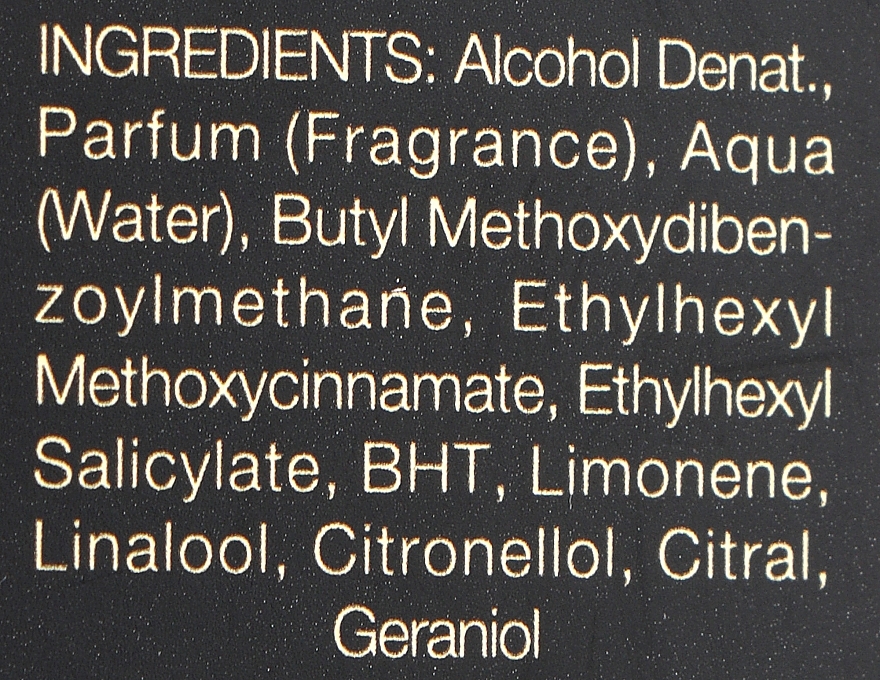 INGREDIENTS: Alcohol Denat.,
Parfum (Fragrance), Aqua
(Water), Butyl Methoxydiben-
zoylmethane, Ethylhexyl
Methoxycinnamate, Ethylhexyl
Salicylate, BHT, Limonene,
Linalool, Citronellol, Citral,
Geraniol